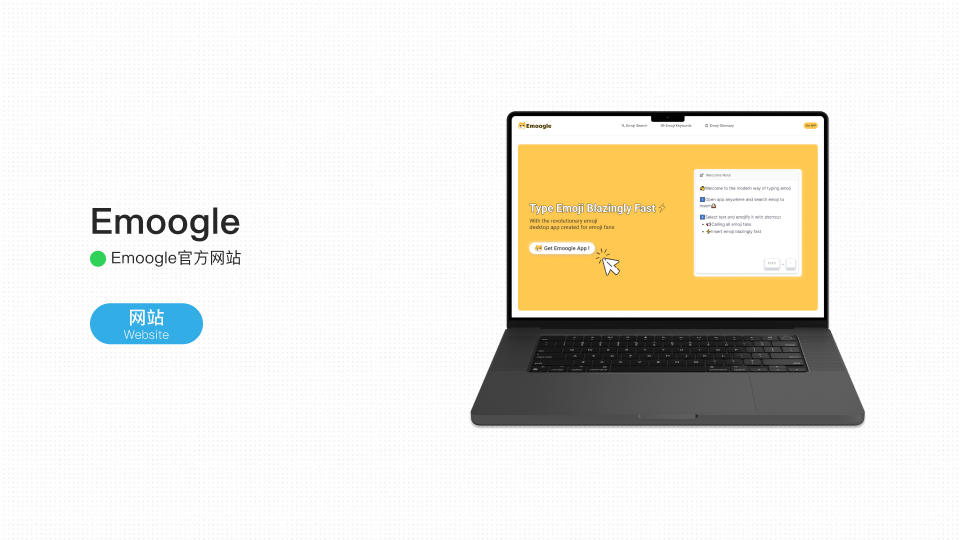 Emoogle
Emoogle官方网站
网站
Website
Emoogle
Emoji Search
Emoji Keywords
Emoji Glossary
Type Emoji Blazingly Fast⚡
With the revolutionary emoji
desktop app created for emoji fans
Get Emoogle App !
Welcome Note
Welcome to the modern way of typing emoji
Open app anywhere and search emoji to
insert
Select text and emojify it with shortcut
Calling all emoji fans
Insert emoji blazingly fast